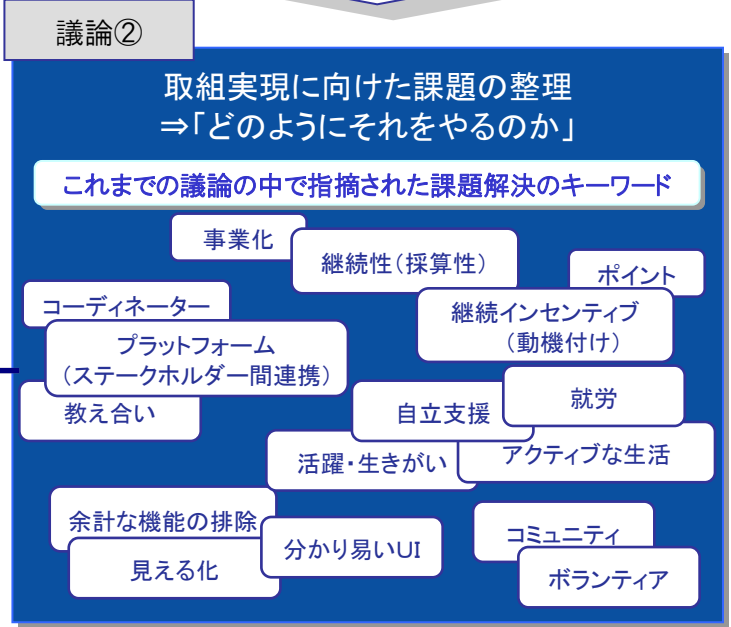 議論②
取組実現に向けた課題の整理
⇒「どのようにそれをやるのか」
これまでの議論の中で指摘された課題解決のキーワード
事業化
継続性(採算性)
ポイント
コーディネーター
継続インセンティブ
(動機付け)
プラットフォーム
(ステークホルダー間連携)
教え合い
自立支援
就労
活躍・生きがい
アクティブな生活
余計な機能の排除
分かり易いUI
コミュニティ
見える化
ボランティア